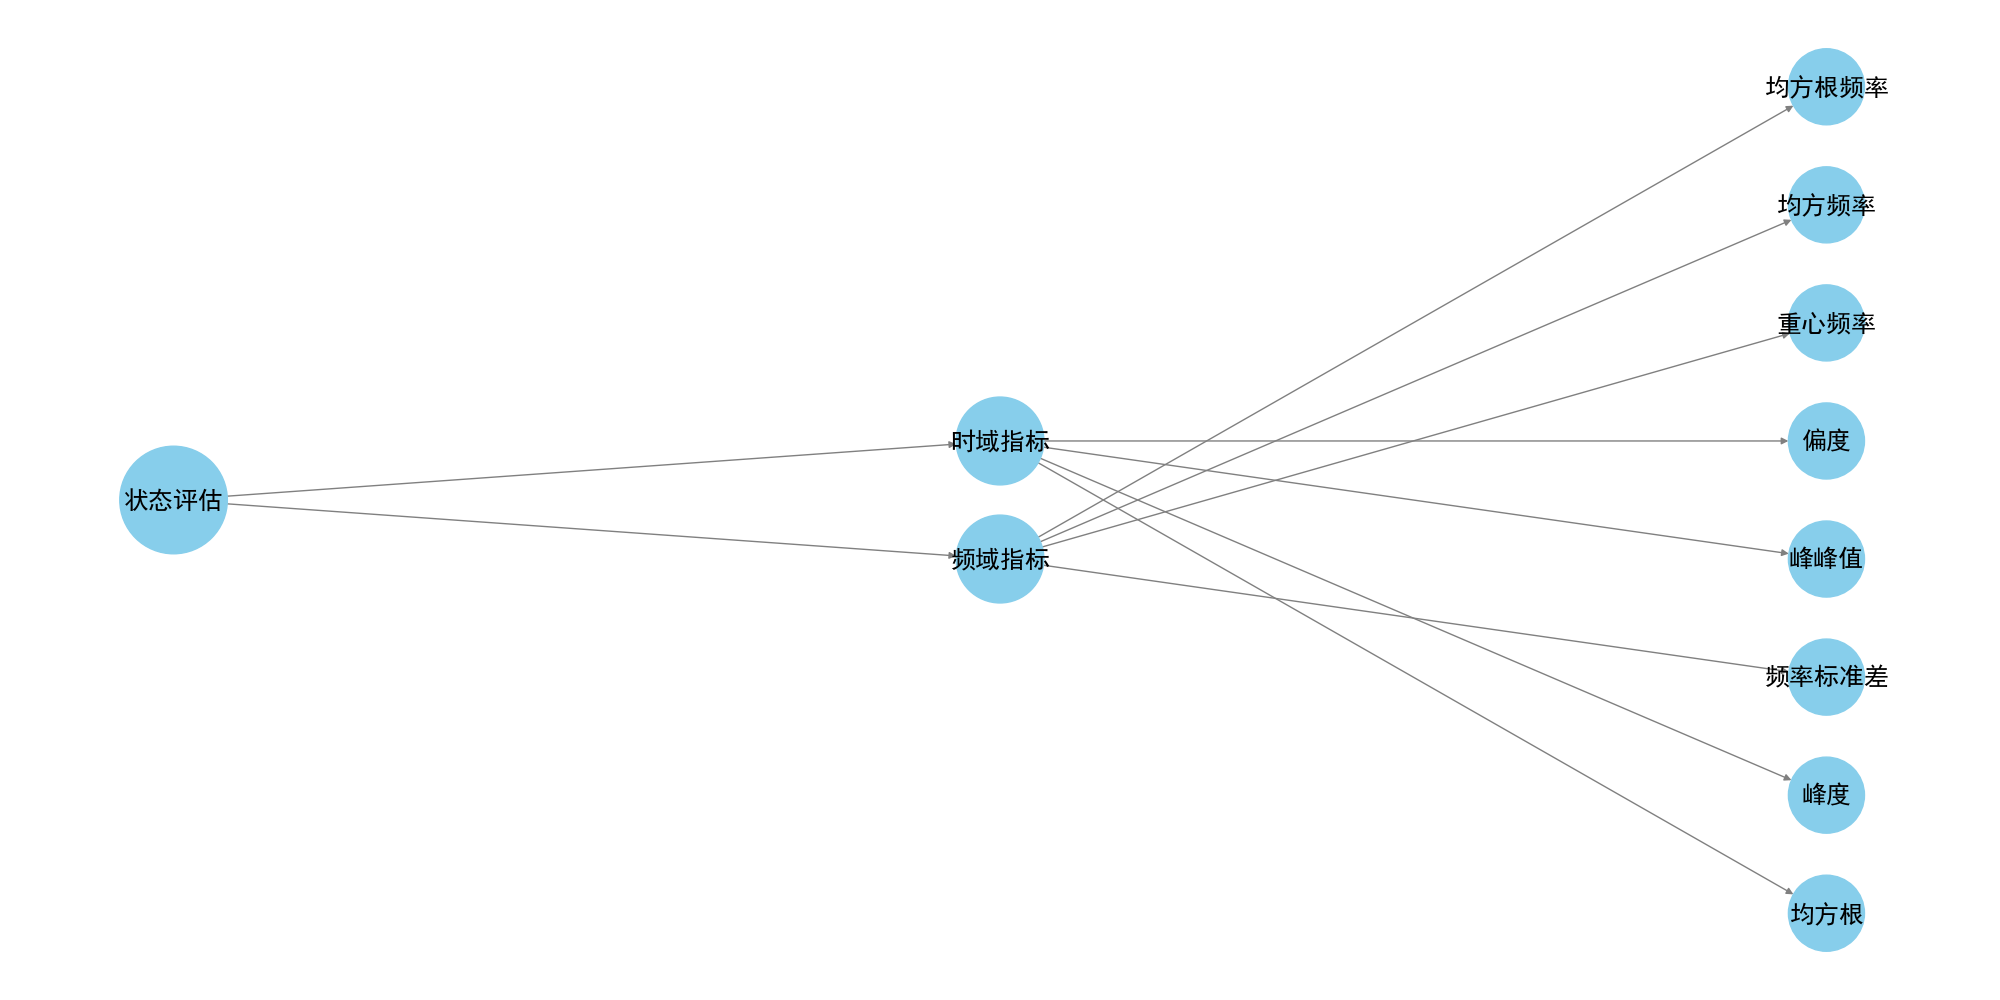 状态评估
时域指标
频域指标
均方根频率
均方频率
重心频率
偏度
峰峰值
频率标准差
峰度
均方根